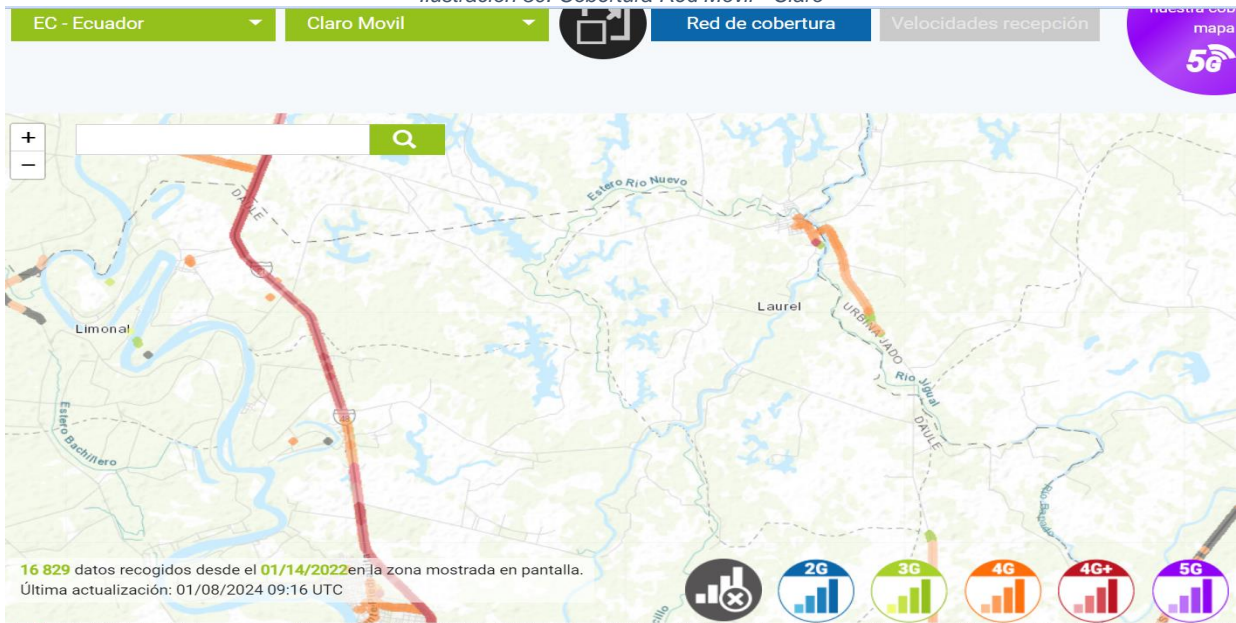 EC - Ecuador
Claro Movil
Red de cobertura
Velocidades recepción
mapa
5G
+
−
DAULE
Estero Rio Nuevo
Limonal
Laurel
URBINA JADO
Rio Jigual
DAULE
Estero Bachillero
48
16 829 datos recogidos desde el 01/14/2022en la zona mostrada en pantalla.
Última actualización: 01/08/2024 09:16 UTC
2G
3G
4G
4G+
5G